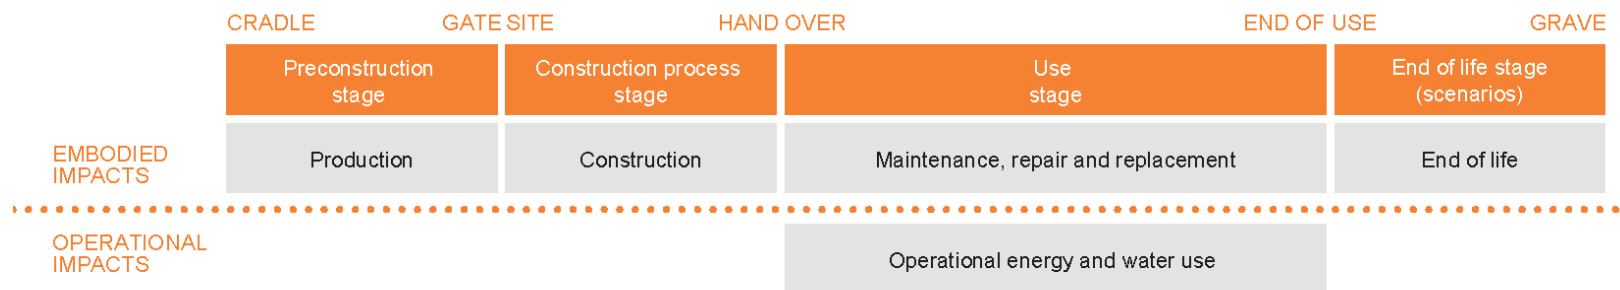 CRADLE GATE SITE HAND OVER END OF USE GRAVE
Preconstruction
stage
Construction process
stage
Use
stage
End of life stage
(scenarios)
EMBODIED
IMPACTS
Production
Construction
Maintenance, repair and replacement
End of life
OPERATIONAL
IMPACTS
Operational energy and water use